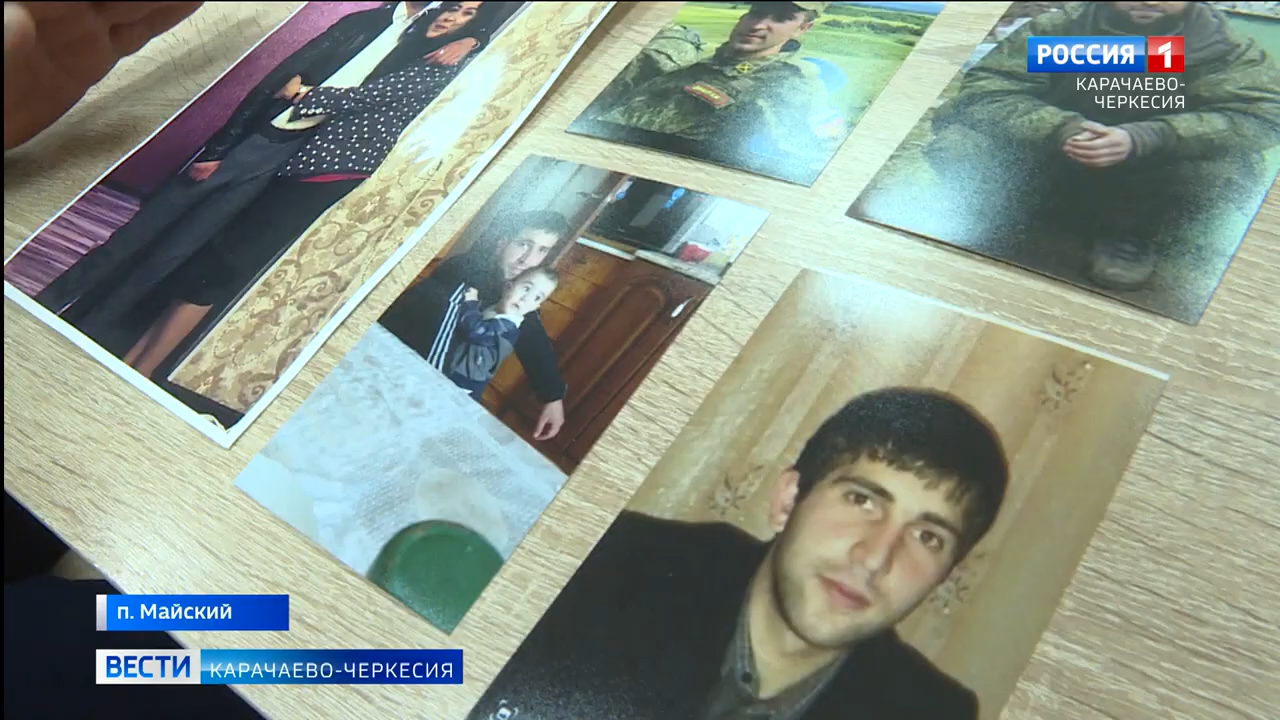 РОССИЯ 1
КАРАЧАЕВО-
ЧЕРКЕСИЯ
п. Майский
ВЕСТИ КАРАЧАЕВО-ЧЕРКЕСИЯ